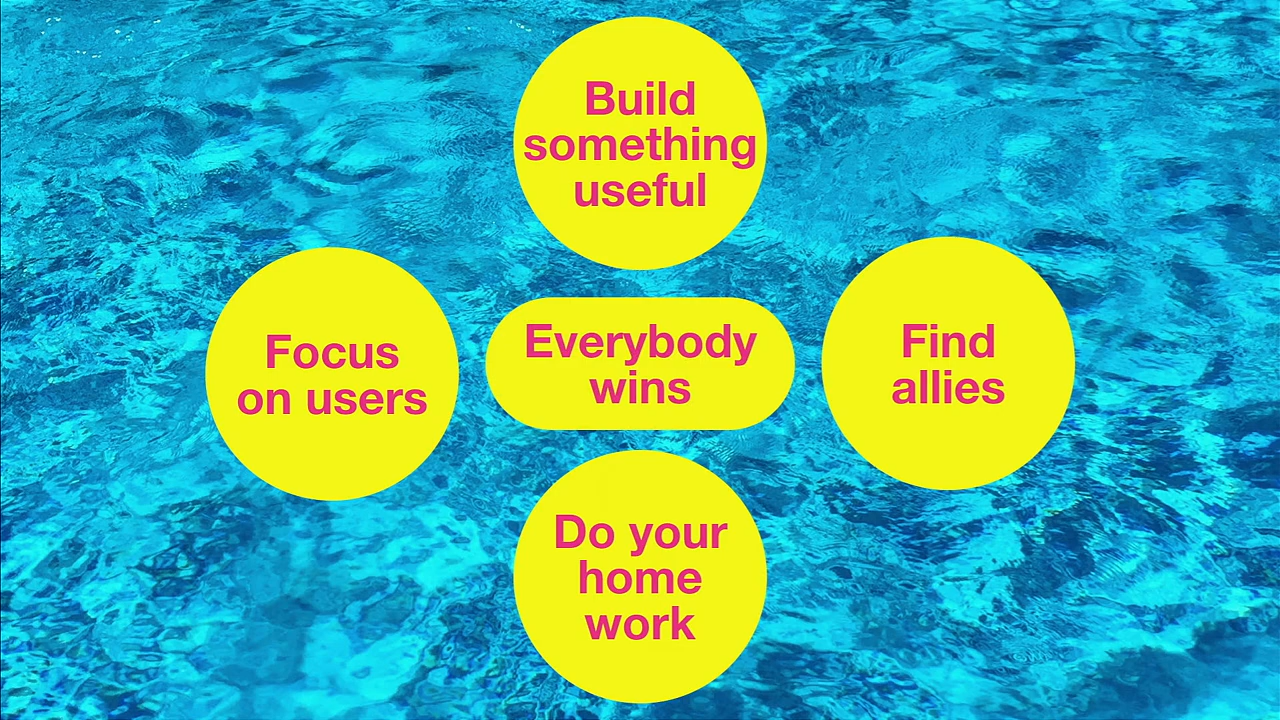 Build
something
useful
Focus
on users
Everybody
wins
Find
allies
Do your
home
work